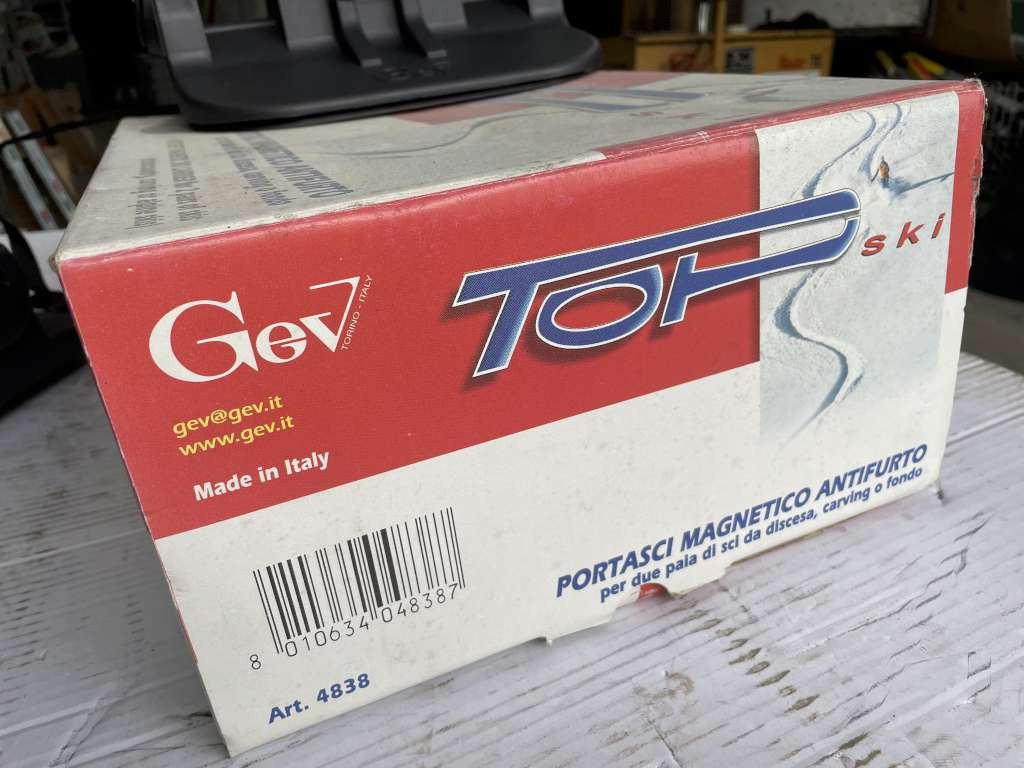 Gev
TORINO - ITALY
TOP ski
gev@gev.it
www.gev.it
Made in Italy
PORTASCI MAGNETICO ANTIFURTO
per due paia di sci da discesa, carving o fondo
8 010634 048387
Art. 4838